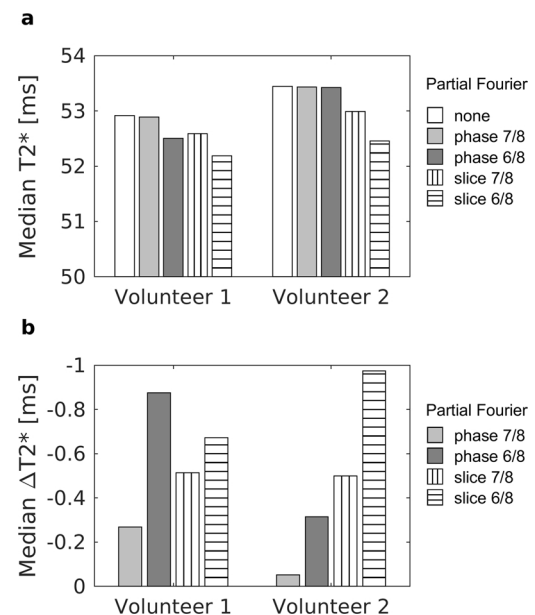 a
Median T2* [ms]
54
53
52
51
50
Volunteer 1
Volunteer 2
Partial Fourier
none
phase 7/8
phase 6/8
slice 7/8
slice 6/8
b
Median ΔT2* [ms]
-1
-0.8
-0.6
-0.4
-0.2
0
Volunteer 1
Volunteer 2
Partial Fourier
phase 7/8
phase 6/8
slice 7/8
slice 6/8